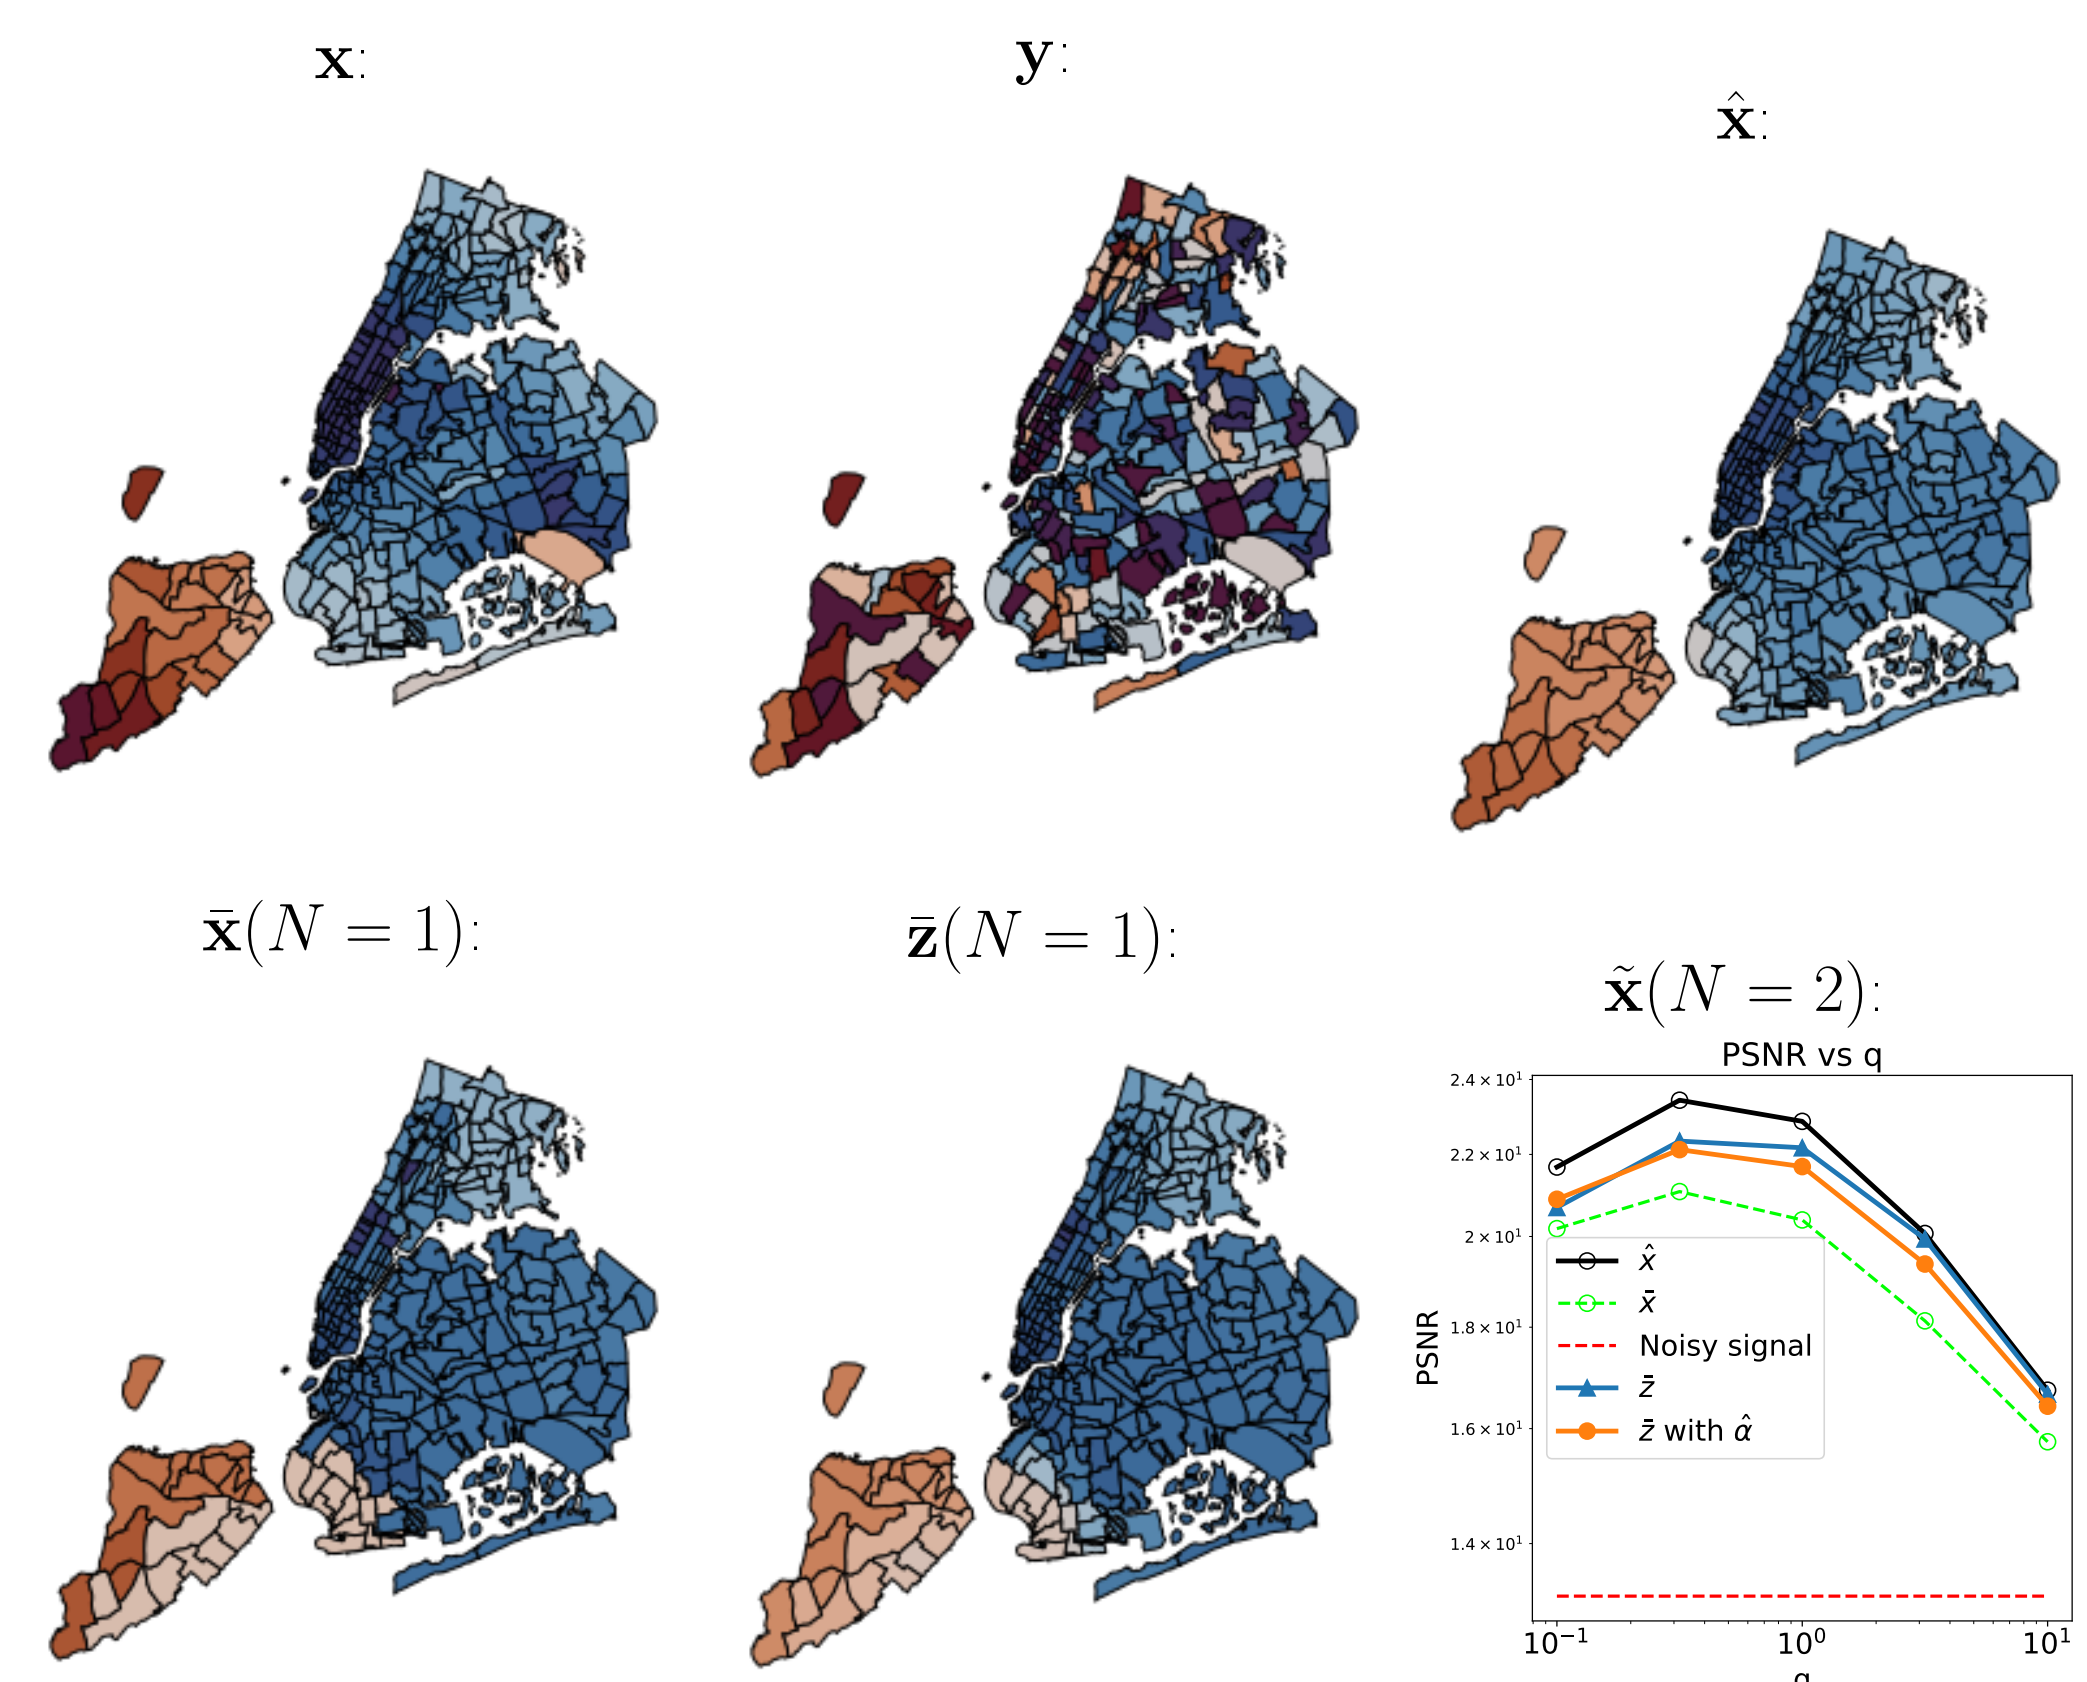 x:
y:
x̂:
x̄(N = 1):
z̄(N = 1):
x̃(N = 2):
PSNR vs q
2.4 × 10¹
2.2 × 10¹
2 × 10¹
1.8 × 10¹
1.6 × 10¹
1.4 × 10¹
PSNR
x̂
x̄
Noisy signal
z̄
z̄ with α̂
10⁻¹ 10⁰ 10¹
q